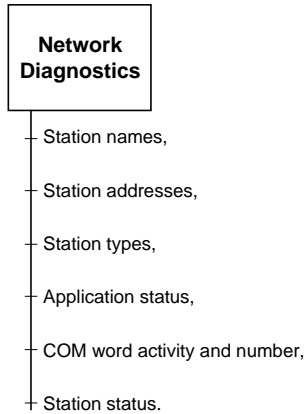 Network
Diagnostics
Station names,
Station addresses,
Station types,
Application status,
COM word activity and number,
Station status.